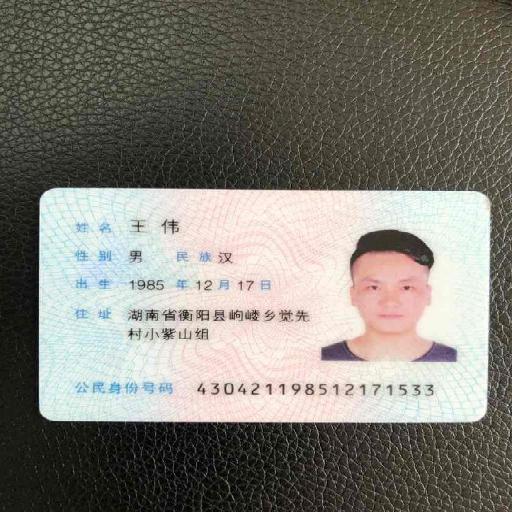 姓名 王伟
性别 男 民族 汉
出生 1985 年 12 月 17 日
住址 湖南省衡阳县岣嵝乡觉先
村小紫山组
公民身份号码 430421198512171533